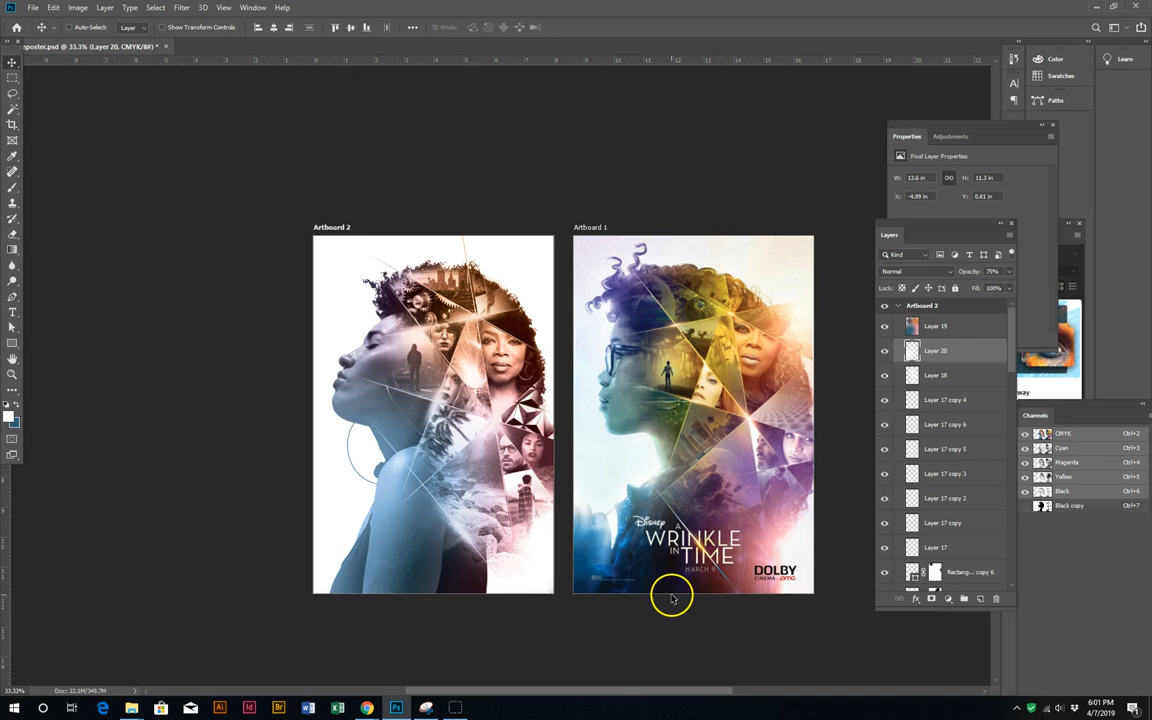 Ps File Edit Image Layer Type Select Filter 3D View Window Help
Auto-Select: Layer Show Transform Controls 3D Mode:
eposter.psd @ 33.3% (Layer 20, CMYK/8#) *
Color
Learn
Swatches
Paths
Properties Adjustments
Pixel Layer Properties
W: 13.6 in H: 11.3 in
X: -4.99 in Y: 0.61 in
Layers
Kind
Normal Opacity: 75%
Lock: Fill: 100%
Artboard 2
Layer 19
Layer 20
Layer 18
Layer 17 copy 4
Layer 17 copy 6
Layer 17 copy 5
Layer 17 copy 3
Layer 17 copy 2
Layer 17 copy
Layer 17
Rectang... copy 6
way
Channels
CMYK Ctrl+2
Cyan Ctrl+3
Magenta Ctrl+4
Yellow Ctrl+5
Black Ctrl+6
Black copy Ctrl+7
Artboard 2 Artboard 1
Disney
A
WRINKLE
IN TIME
MARCH 9
DOLBY
CINEMA AMC
33.33% Doc: 22.1M/349.7M
6:01 PM
4/7/2019